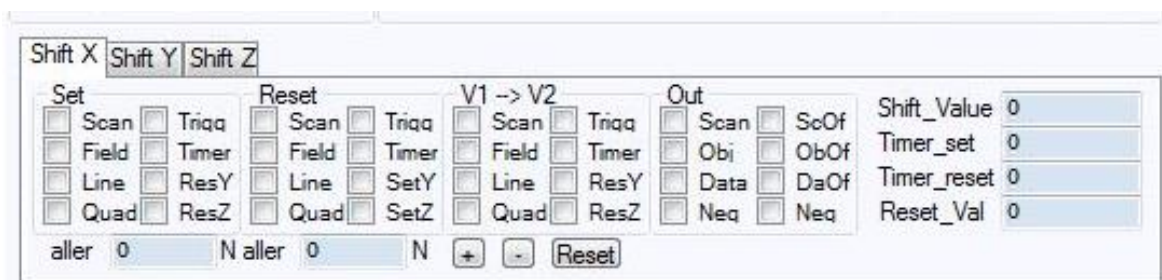 Shift X Shift Y Shift Z
Set Reset V1 --> V2 Out
Scan Trigg Scan Trigg Scan Trigg Scan ScOf Shift_Value 0
Field Timer Field Timer Field Timer Obj ObOf Timer_set 0
Line ResY Line SetY Line ResY Data DaOf Timer_reset 0
Quad ResZ Quad SetZ Quad ResZ Neg Neg Reset_Val 0
aller 0 N aller 0 N + - Reset